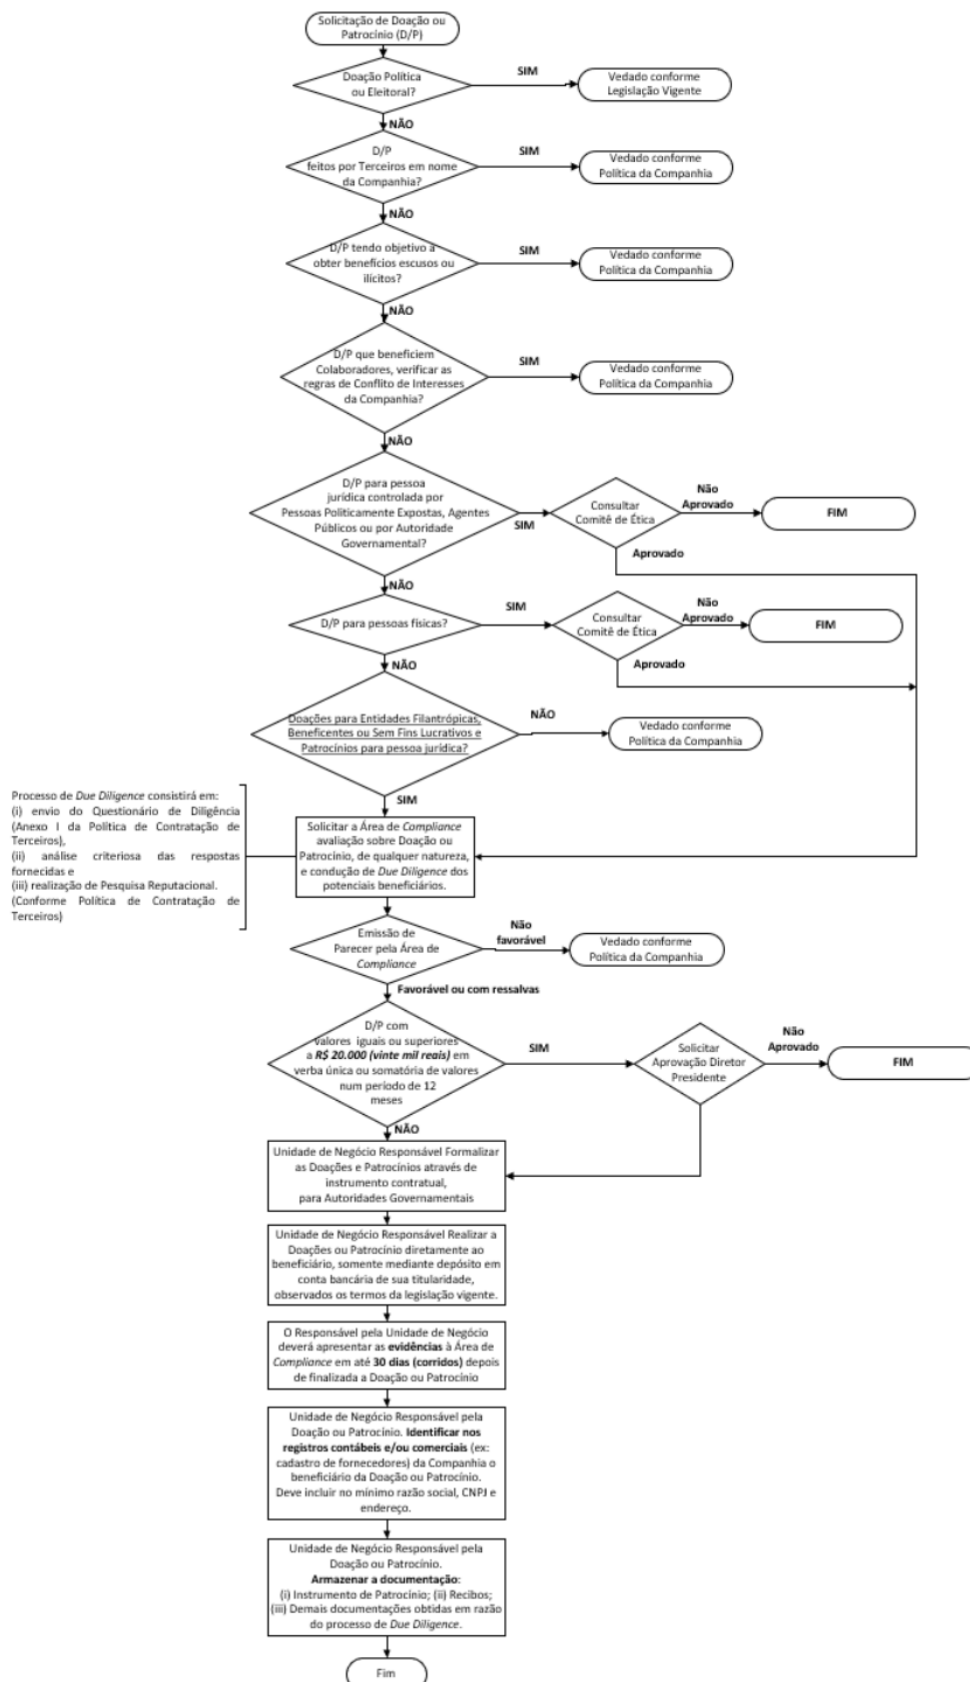 Solicitação de Doação ou
Patrocínio (D/P)
Doação Política
ou Eleitoral?
SIM
Vedado conforme
Legislação Vigente
NÃO
D/P
feitos por Terceiros em nome
da Companhia?
SIM
Vedado conforme
Política da Companhia
NÃO
D/P tendo objetivo a
obter benefícios escusos ou
ilícitos?
SIM
Vedado conforme
Política da Companhia
NÃO
D/P que beneficiem
Colaboradores, verificar as
regras de Conflito de Interesses
da Companhia?
SIM
Vedado conforme
Política da Companhia
NÃO
D/P para pessoa
jurídica controlada por
Pessoas Politicamente Expostas, Agentes
Públicos ou por Autoridade
Governamental?
SIM
Consultar
Comitê de Ética
Não
Aprovado
FIM
Aprovado
NÃO
D/P para pessoas físicas?
SIM
Consultar
Comitê de Ética
Não
Aprovado
FIM
Aprovado
NÃO
Doações para Entidades Filantrópicas,
Beneficentes ou Sem Fins Lucrativos e
Patrocínios para pessoa jurídica?
NÃO
Vedado conforme
Política da Companhia
SIM
Processo de Due Diligence consistirá em:
(i) envio do Questionário de Diligência
(Anexo I da Política de Contratação de
Terceiros),
(ii) análise criteriosa das respostas
fornecidas e
(iii) realização de Pesquisa Reputacional.
(Conforme Política de Contratação de
Terceiros)
Solicitar a Área de Compliance
avaliação sobre Doação ou
Patrocínio, de qualquer natureza,
e condução de Due Diligence dos
potenciais beneficiários.
Emissão de
Parecer pela Área de
Compliance
Não
favorável
Vedado conforme
Política da Companhia
Favorável ou com ressalvas
D/P com
valores iguais ou superiores
a R$ 20.000 (vinte mil reais) em
verba única ou somatória de valores
num período de 12
meses
SIM
Solicitar
Aprovação Diretor
Presidente
Não
Aprovado
FIM
NÃO
Unidade de Negócio Responsável Formalizar
as Doações e Patrocínios através de
instrumento contratual,
para Autoridades Governamentais
Unidade de Negócio Responsável Realizar a
Doações ou Patrocínio diretamente ao
beneficiário, somente mediante depósito em
conta bancária de sua titularidade,
observados os termos da legislação vigente.
O Responsável pela Unidade de Negócio
deverá apresentar as evidências à Área de
Compliance em até 30 dias (corridos) depois
de finalizada a Doação ou Patrocínio
Unidade de Negócio Responsável pela
Doação ou Patrocínio. Identificar nos
registros contábeis e/ou comerciais (ex:
cadastro de fornecedores) da Companhia o
beneficiário da Doação ou Patrocínio.
Deve incluir no mínimo razão social, CNPJ e
endereço.
Unidade de Negócio Responsável pela
Doação ou Patrocínio.
Armazenar a documentação:
(i) Instrumento de Patrocínio; (ii) Recibos;
(iii) Demais documentações obtidas em razão
do processo de Due Diligence.
Fim